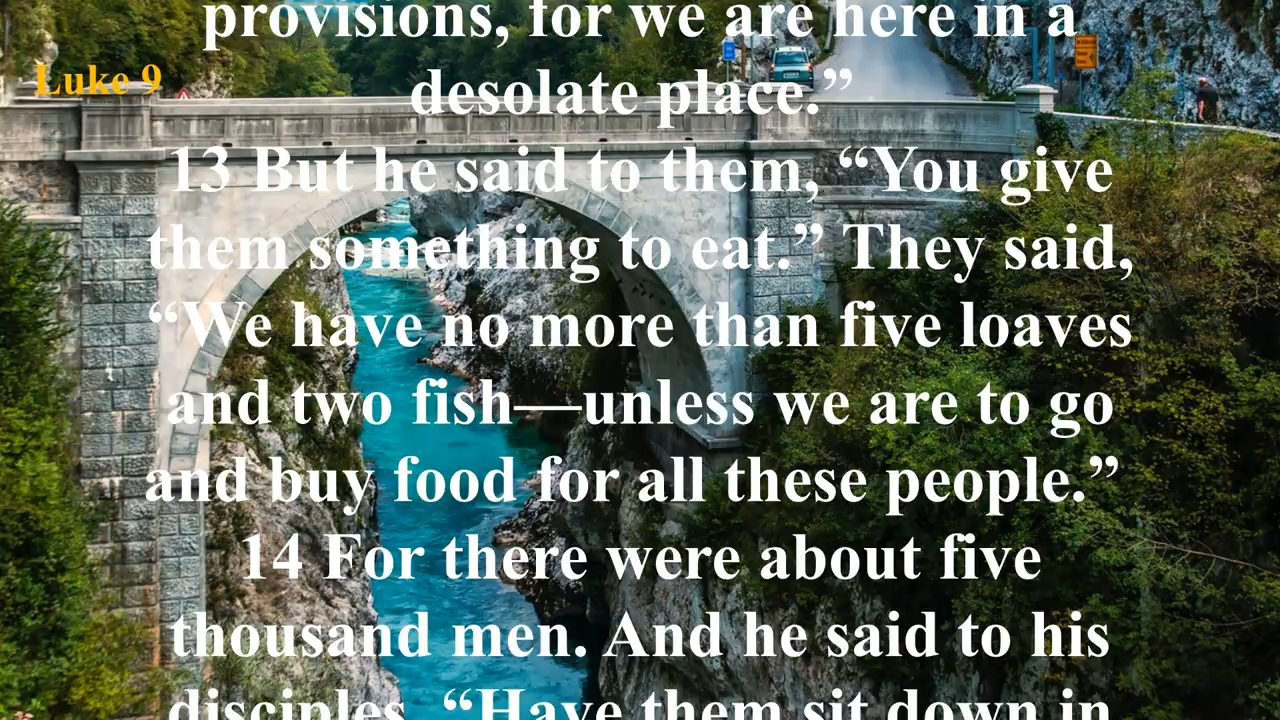 provisions, for we are here in a
Luke 9
desolate place.”
13 But he said to them, “You give
them something to eat.” They said,
“We have no more than five loaves
and two fish—unless we are to go
and buy food for all these people.”
14 For there were about five
thousand men. And he said to his
disciples, “Have them sit down in